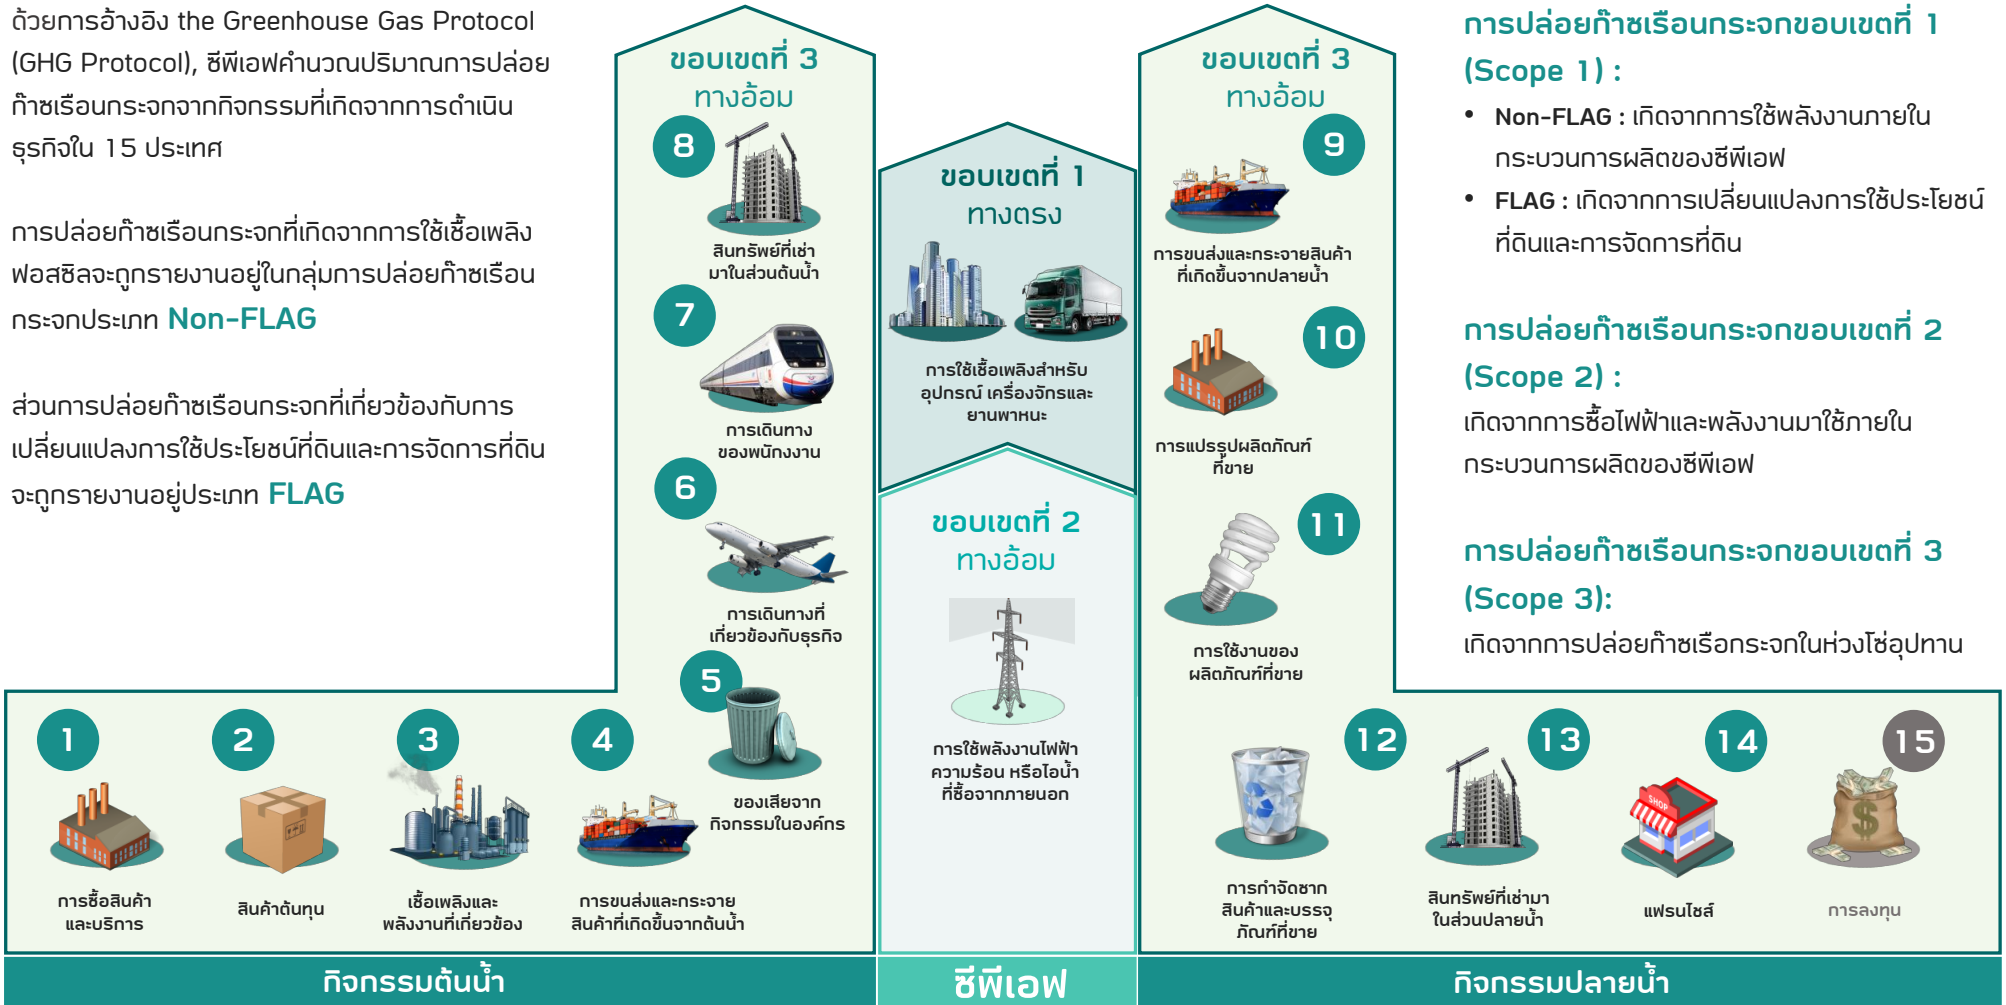 ด้วยการอ้างอิง the Greenhouse Gas Protocol
(GHG Protocol), ซีพีเอฟคำนวณปริมาณการปล่อย
ก๊าซเรือนกระจกจากกิจกรรมที่เกิดจากการดำเนิน
ธุรกิจใน 15 ประเทศ
การปล่อยก๊าซเรือนกระจกที่เกิดจากการใช้เชื้อเพลิง
ฟอสซิลจะถูกรายงานอยู่ในกลุ่มการปล่อยก๊าซเรือน
กระจกประเภท Non-FLAG
ส่วนการปล่อยก๊าซเรือนกระจกที่เกี่ยวข้องกับการ
เปลี่ยนแปลงการใช้ประโยชน์ที่ดินและการจัดการที่ดิน
จะถูกรายงานอยู่ประเภท FLAG
ขอบเขตที่ 3
ทางอ้อม
8
สินทรัพย์ที่เช่า
มาในส่วนต้นน้ำ
7
การเดินทาง
ของพนักงงาน
6
การเดินทางที่
เกี่ยวข้องกับธุรกิจ
5
ของเสียจาก
กิจกรรมในองค์กร
1
การซื้อสินค้า
และบริการ
2
สินค้าต้นทุน
3
เชื้อเพลิงและ
พลังงานที่เกี่ยวข้อง
4
การขนส่งและกระจาย
สินค้าที่เกิดขึ้นจากต้นน้ำ
กิจกรรมต้นน้ำ
ขอบเขตที่ 1
ทางตรง
การใช้เชื้อเพลิงสำหรับ
อุปกรณ์ เครื่องจักรและ
ยานพาหนะ
ขอบเขตที่ 2
ทางอ้อม
การใช้พลังงานไฟฟ้า
ความร้อน หรือไอน้ำ
ที่ซื้อจากภายนอก
ซีพีเอฟ
ขอบเขตที่ 3
ทางอ้อม
9
การขนส่งและกระจายสินค้า
ที่เกิดขึ้นจากปลายน้ำ
10
การแปรรูปผลิตภัณฑ์
ที่ขาย
11
การใช้งานของ
ผลิตภัณฑ์ที่ขาย
12
การกำจัดซาก
สินค้าและบรรจุ
ภัณฑ์ที่ขาย
13
สินทรัพย์ที่เช่ามา
ในส่วนปลายน้ำ
14
SHOP
แฟรนไชส์
15
$
การลงทุน
กิจกรรมปลายน้ำ
การปล่อยก๊าซเรือนกระจกขอบเขตที่ 1
(Scope 1) :
• Non-FLAG : เกิดจากการใช้พลังงานภายใน
กระบวนการผลิตของซีพีเอฟ
• FLAG : เกิดจากการเปลี่ยนแปลงการใช้ประโยชน์
ที่ดินและการจัดการที่ดิน
การปล่อยก๊าซเรือนกระจกขอบเขตที่ 2
(Scope 2) :
เกิดจากการซื้อไฟฟ้าและพลังงานมาใช้ภายใน
กระบวนการผลิตของซีพีเอฟ
การปล่อยก๊าซเรือนกระจกขอบเขตที่ 3
(Scope 3):
เกิดจากการปล่อยก๊าซเรือกระจกในห่วงโซ่อุปทาน